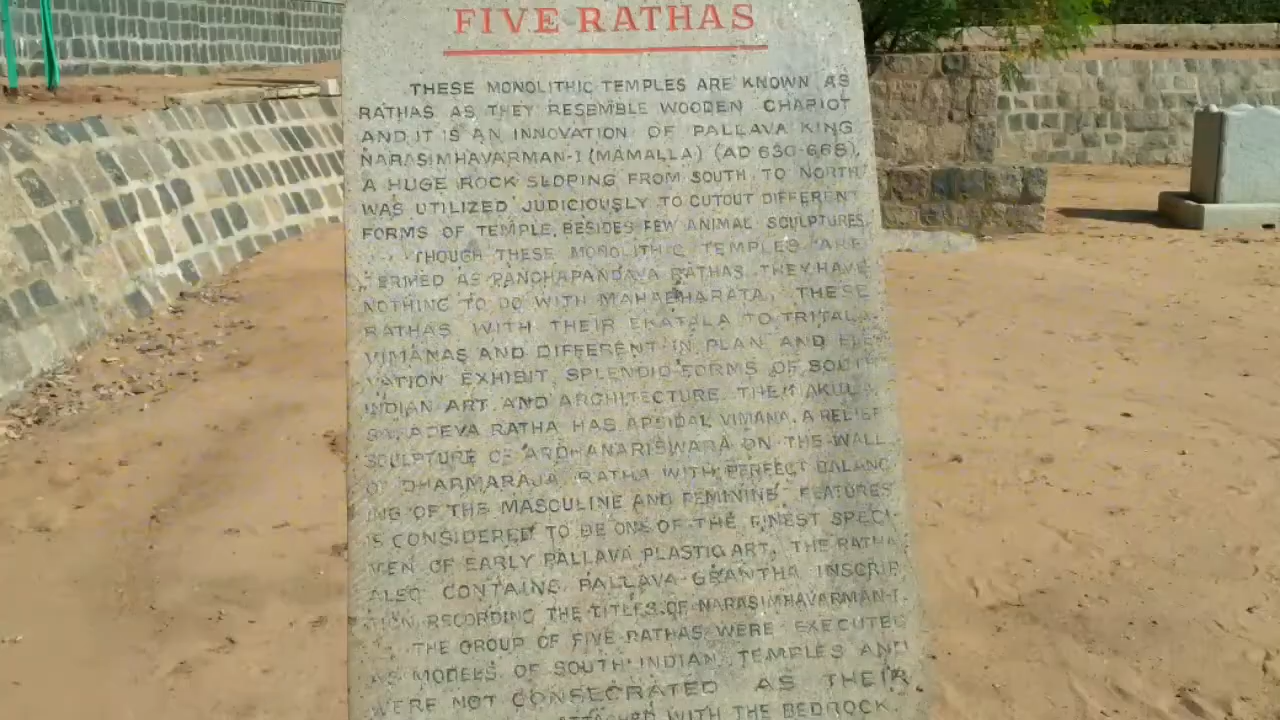 FIVE RATHAS
THESE MONOLITHIC TEMPLES ARE KNOWN AS
RATHAS AS THEY RESEMBLE WOODEN CHARIOT
AND IT IS AN INNOVATION OF PALLAVA KING
NARASIMHAVARMAN-I (MAMALLA) (AD 630-668).
A HUGE ROCK SLOPING FROM SOUTH TO NORTH
WAS UTILIZED JUDICIOUSLY TO CUTOUT DIFFERENT
FORMS OF TEMPLE, BESIDES FEW ANIMAL SCULPTURES.
THOUGH THESE MONOLITHIC TEMPLES ARE
TERMED AS PANCHAPANDAVA RATHAS THEY HAVE
NOTHING TO DO WITH MAHABHARATA, THESE
RATHAS WITH THEIR EKATALA TO TRITALA
VIMANAS AND DIFFERENT IN PLAN AND ELE-
VATION EXHIBIT SPLENDID FORMS OF SOUTH
INDIAN ART AND ARCHITECTURE. THE NAKULA
SAHADEVA RATHA HAS APSIDAL VIMANA. A RELIEF
SCULPTURE OF ARDHANARISWARA ON THE WALL
OF DHARMARAJA RATHA WITH PERFECT BALANC
ING OF THE MASCULINE AND FEMININE FEATURES
IS CONSIDERED TO BE ONE OF THE FINEST SPECI
MEN OF EARLY PALLAVA PLASTIC ART. THE RATHA
ALSO CONTAINS PALLAVA GRANTHA INSCRIP
TION RECORDING THE TITLES OF NARASIMHAVARMAN-I.
THE GROUP OF FIVE RATHAS WERE EXECUTED
AS MODELS OF SOUTH INDIAN TEMPLES AND
WERE NOT CONSECRATED AS THEIR
ATTACHED WITH THE BEDROCK.